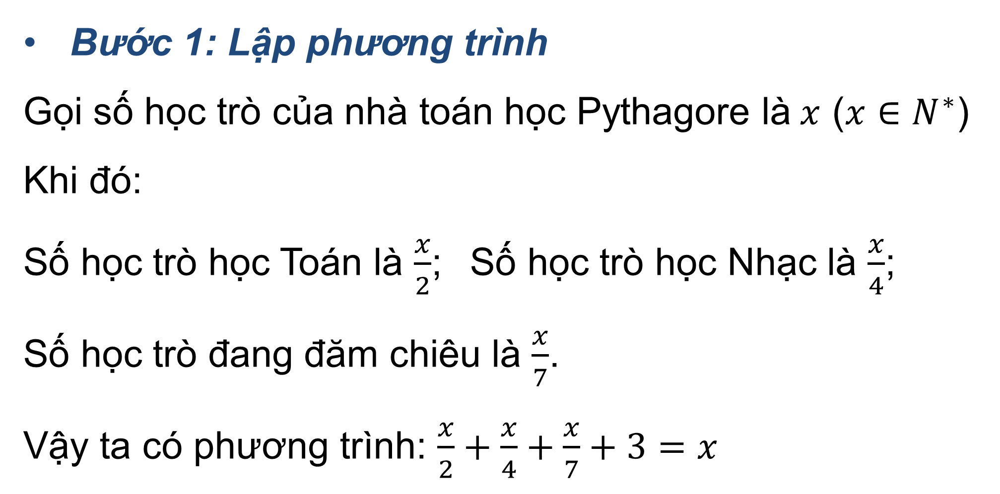 • Bước 1: Lập phương trình
Gọi số học trò của nhà toán học Pythagore là 𝑥 (𝑥 ∈ 𝑁*)
Khi đó:
Số học trò học Toán là 𝑥/2; Số học trò học Nhạc là 𝑥/4;
Số học trò đang đăm chiêu là 𝑥/7.
Vậy ta có phương trình: 𝑥/2 + 𝑥/4 + 𝑥/7 + 3 = 𝑥